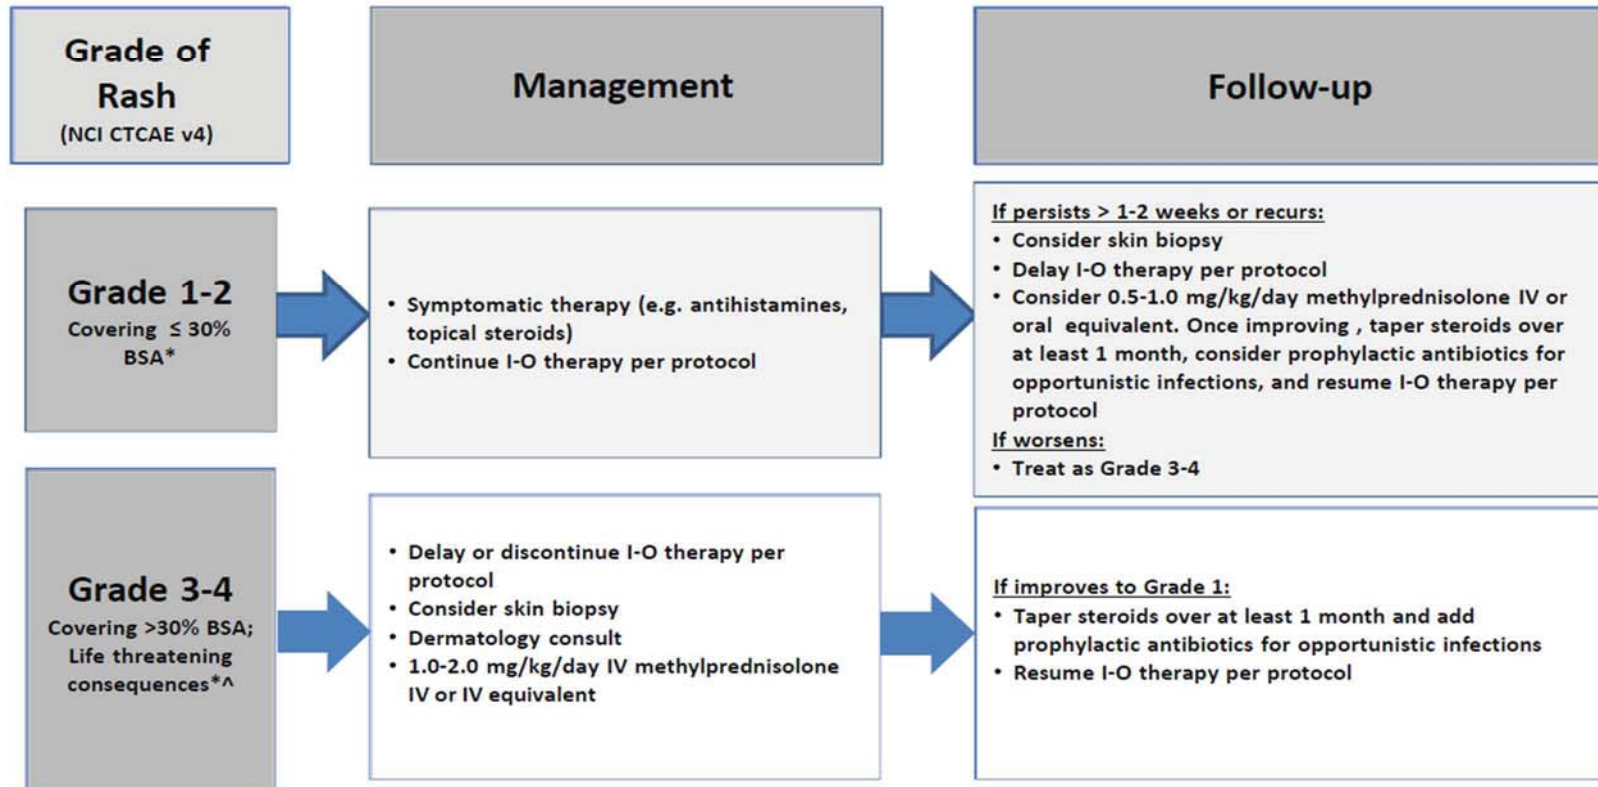 Grade of
Rash
(NCI CTCAE v4)
Management
Follow-up
Grade 1-2
Covering ≤ 30%
BSA*
• Symptomatic therapy (e.g. antihistamines,
topical steroids)
• Continue I-O therapy per protocol
If persists > 1-2 weeks or recurs:
• Consider skin biopsy
• Delay I-O therapy per protocol
• Consider 0.5-1.0 mg/kg/day methylprednisolone IV or
oral equivalent. Once improving , taper steroids over
at least 1 month, consider prophylactic antibiotics for
opportunistic infections, and resume I-O therapy per
protocol
If worsens:
• Treat as Grade 3-4
Grade 3-4
Covering >30% BSA;
Life threatening
consequences*^
• Delay or discontinue I-O therapy per
protocol
• Consider skin biopsy
• Dermatology consult
• 1.0-2.0 mg/kg/day IV methylprednisolone
IV or IV equivalent
If improves to Grade 1:
• Taper steroids over at least 1 month and add
prophylactic antibiotics for opportunistic infections
• Resume I-O therapy per protocol